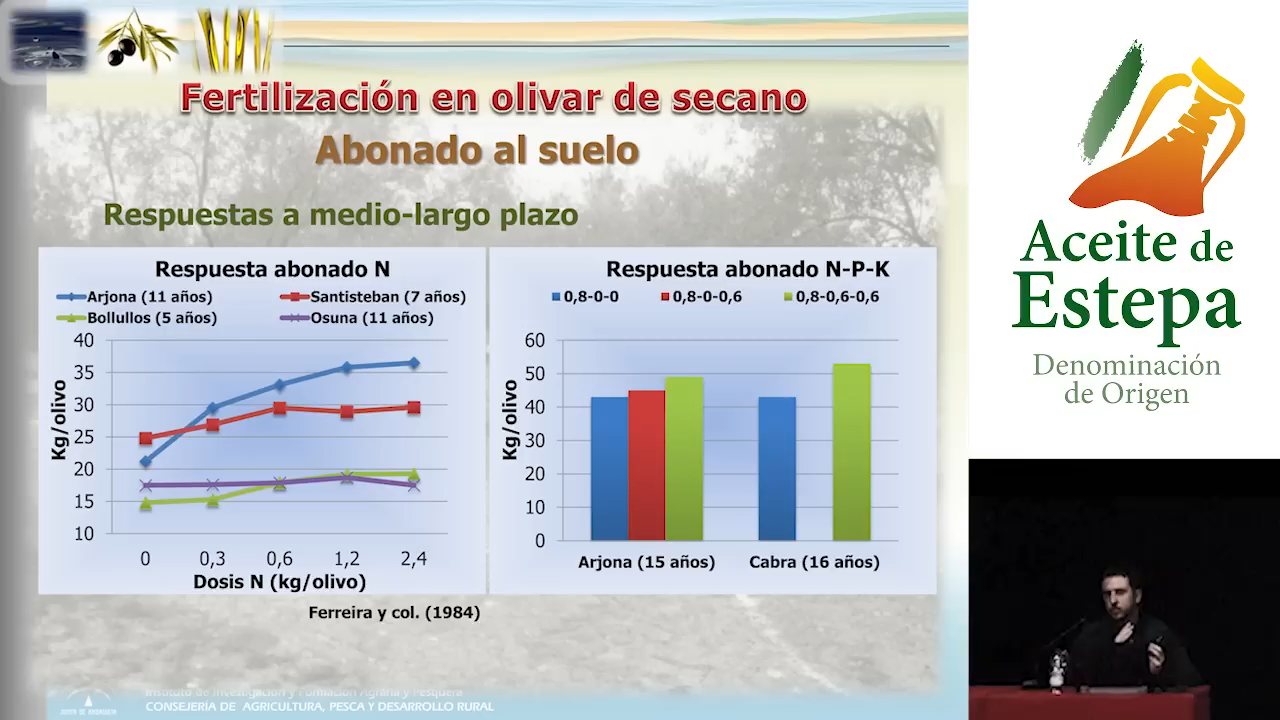 Fertilización en olivar de secano
Abonado al suelo
Respuestas a medio-largo plazo
Respuesta abonado N
Arjona (11 años)
Santisteban (7 años)
Bollullos (5 años)
Osuna (11 años)
40
35
30
25
20
15
10
Kg/olivo
0
0,3
0,6
1,2
2,4
Dosis N (kg/olivo)
Respuesta abonado N-P-K
0,8-0-0
0,8-0-0,6
0,8-0,6-0,6
60
50
40
30
20
10
0
Kg/olivo
Arjona (15 años)
Cabra (16 años)
Ferreira y col. (1984)
Instituto de Investigación y Formación Agraria y Pesquera
CONSEJERÍA DE AGRICULTURA, PESCA Y DESARROLLO RURAL
JUNTA DE ANDALUCIA
Aceite de
Estepa
Denominación
de Origen